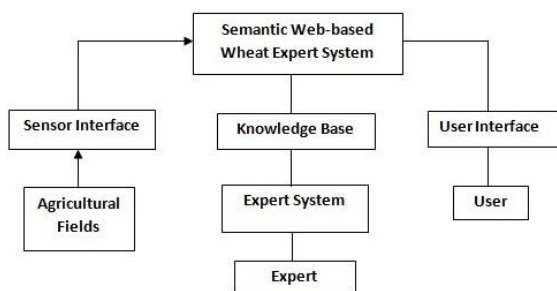 Semantic Web-based
Wheat Expert System
Sensor Interface
Knowledge Base
User Interface
Agricultural
Fields
Expert System
User
Expert